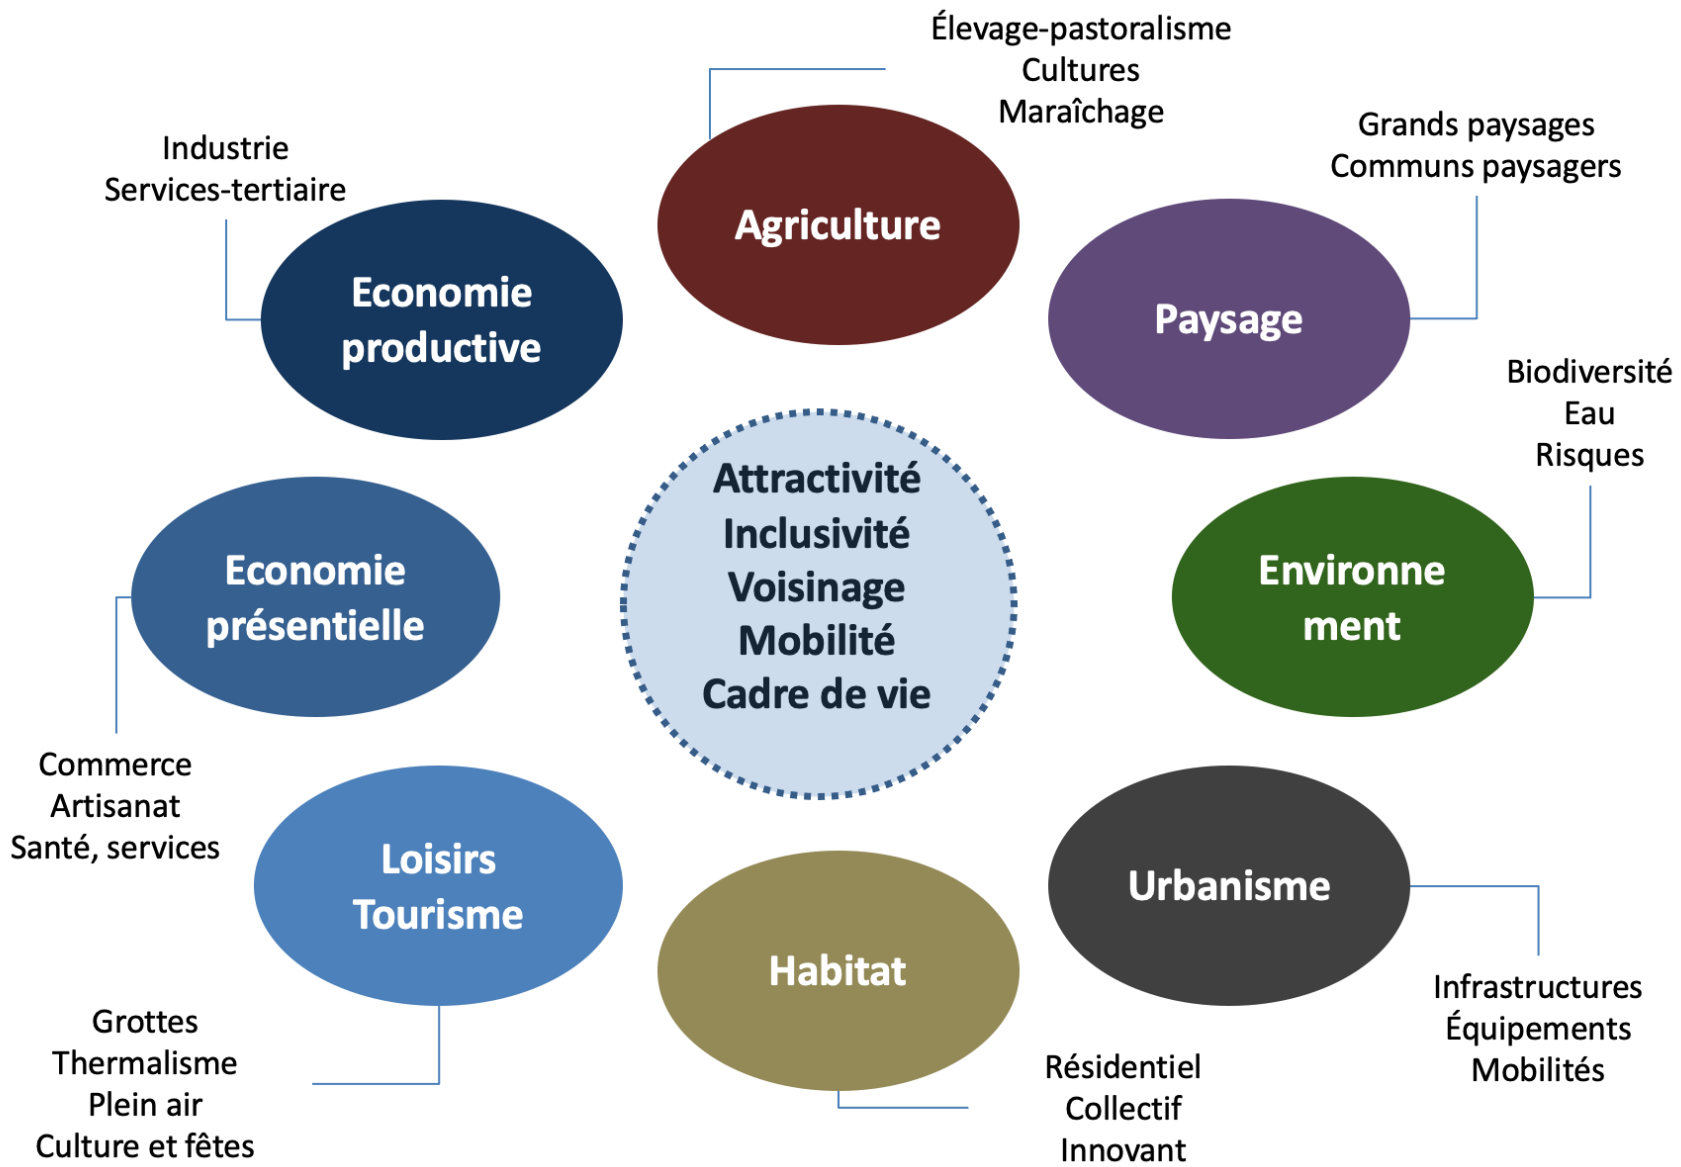 Élevage-pastoralisme
Cultures
Maraîchage
Agriculture
Grands paysages
Communs paysagers
Paysage
Biodiversité
Eau
Risques
Environne
ment
Urbanisme
Infrastructures
Équipements
Mobilités
Habitat
Résidentiel
Collectif
Innovant
Loisirs
Tourisme
Grottes
Thermalisme
Plein air
Culture et fêtes
Economie
présentielle
Commerce
Artisanat
Santé, services
Industrie
Services-tertiaire
Economie
productive
Attractivité
Inclusivité
Voisinage
Mobilité
Cadre de vie